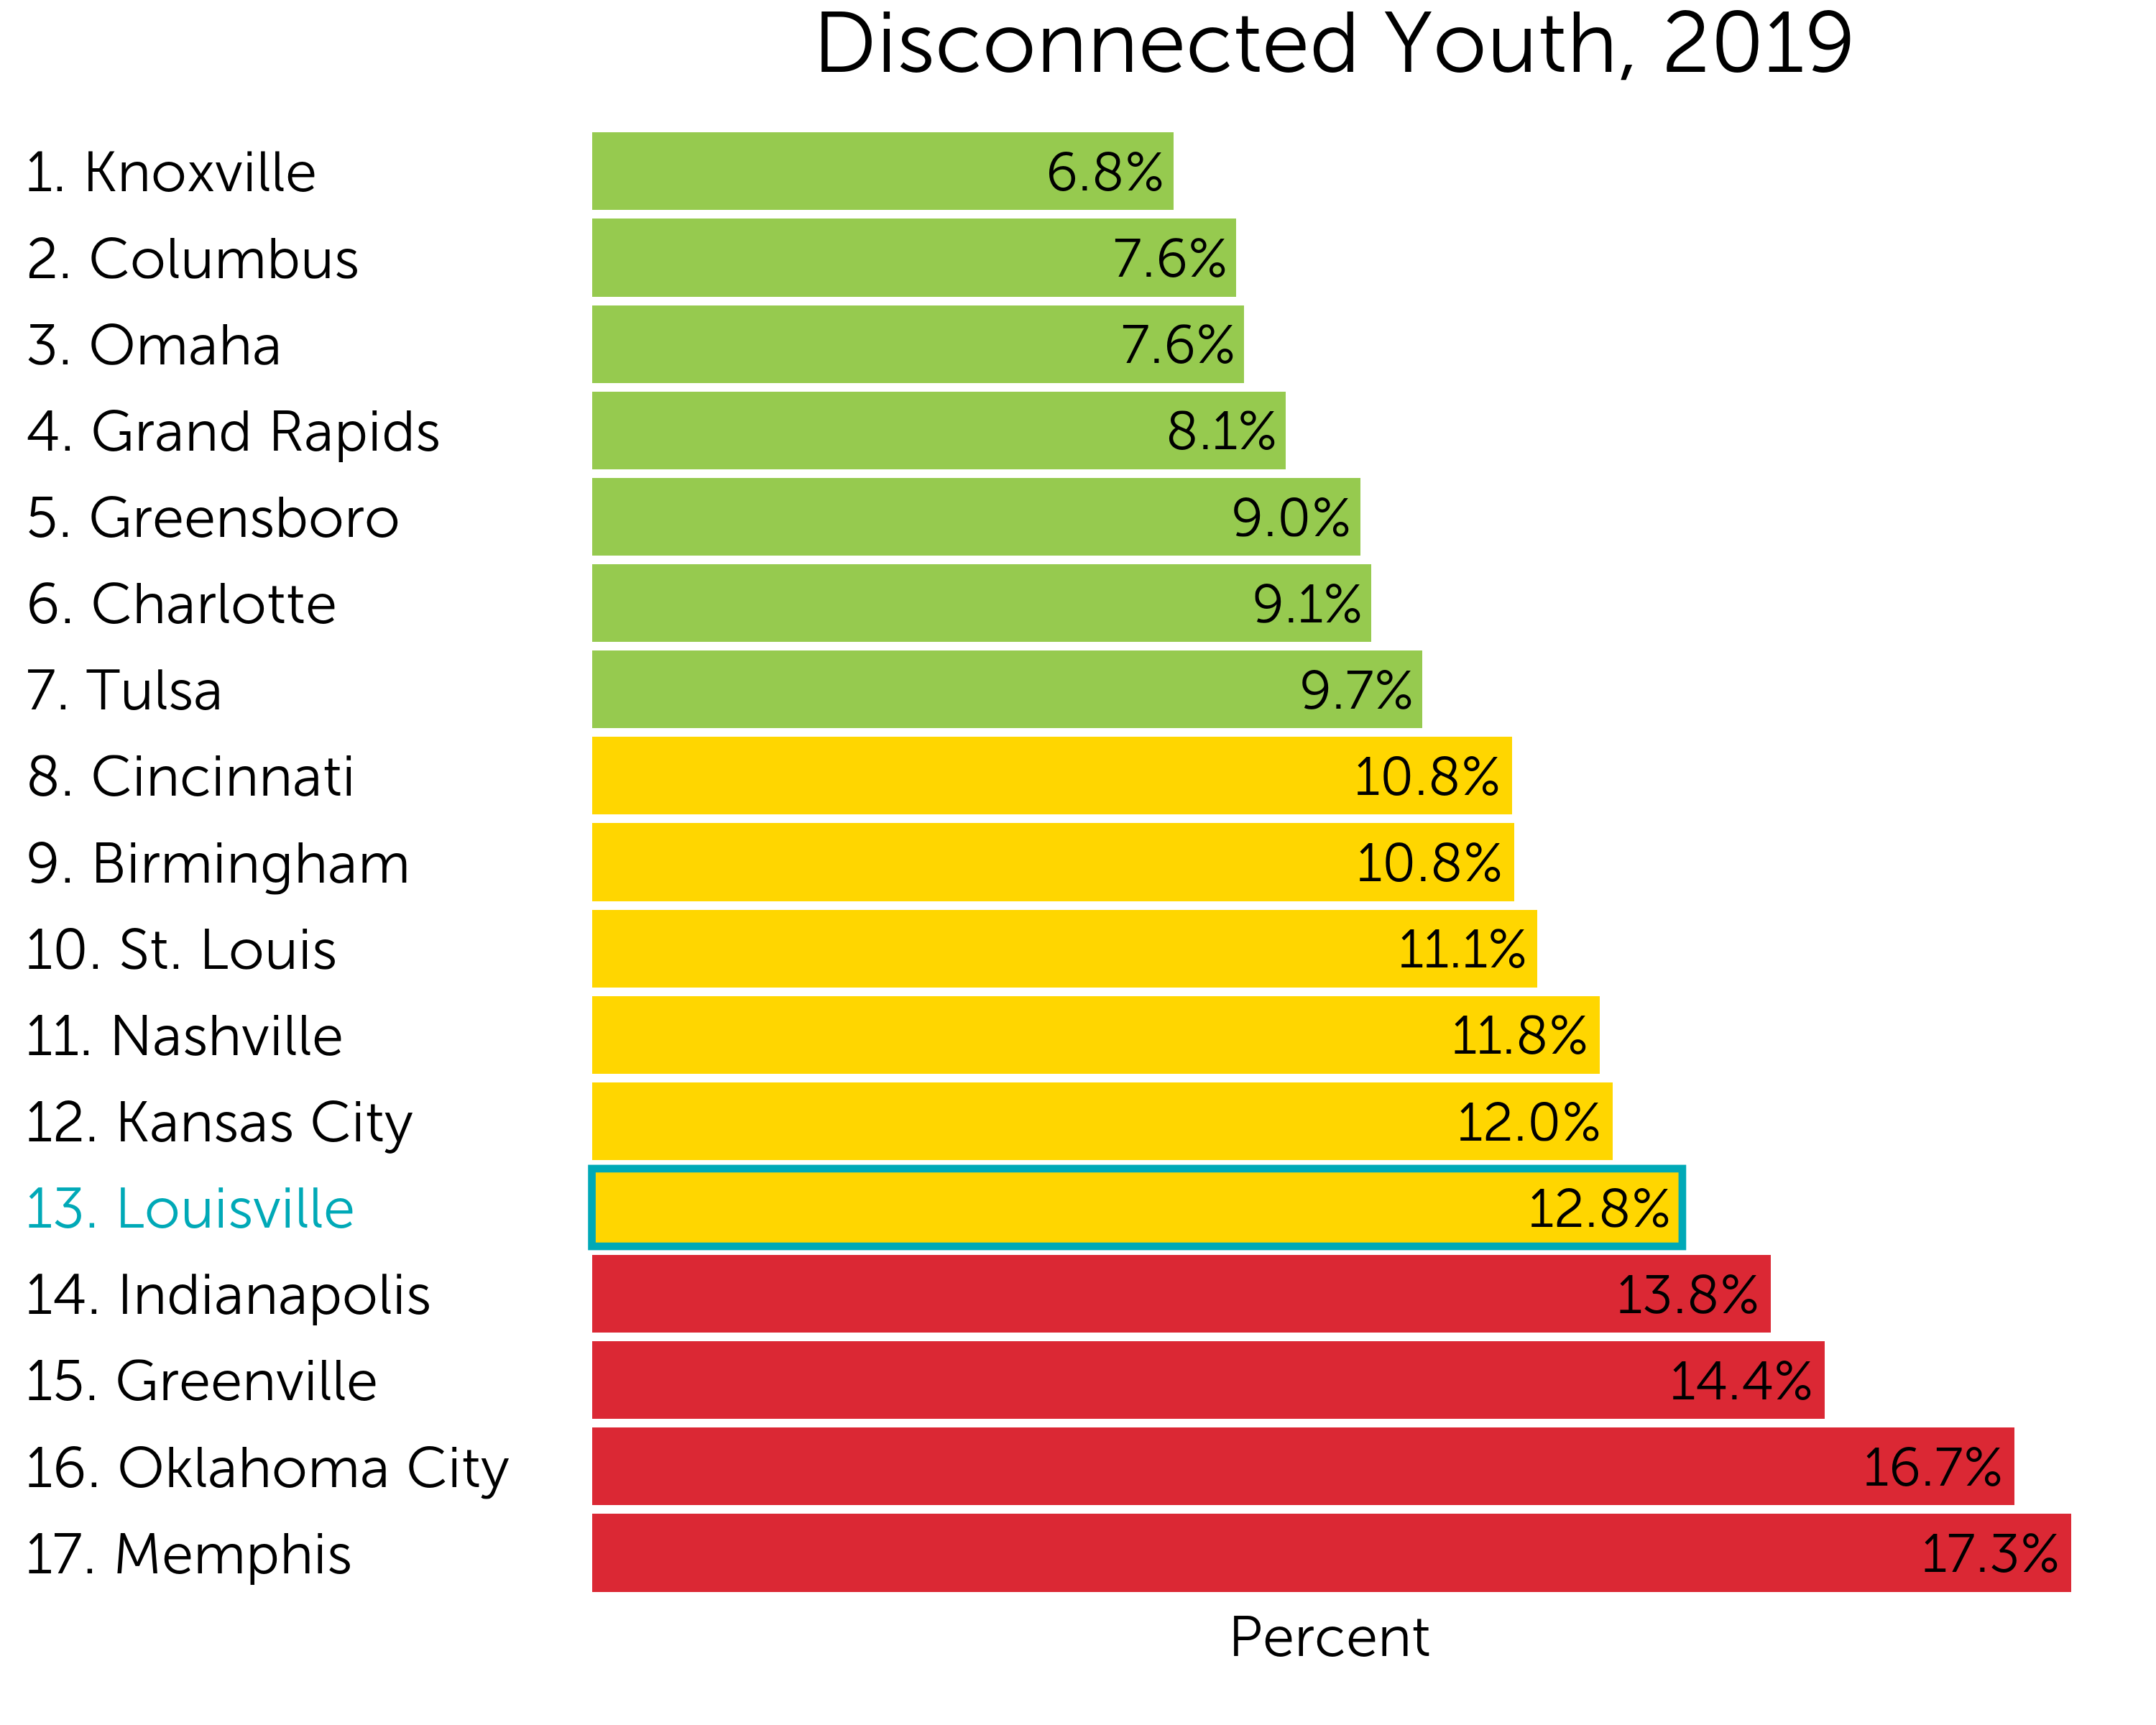 Disconnected Youth, 2019
1. Knoxville 6.8%
2. Columbus 7.6%
3. Omaha 7.6%
4. Grand Rapids 8.1%
5. Greensboro 9.0%
6. Charlotte 9.1%
7. Tulsa 9.7%
8. Cincinnati 10.8%
9. Birmingham 10.8%
10. St. Louis 11.1%
11. Nashville 11.8%
12. Kansas City 12.0%
13. Louisville 12.8%
14. Indianapolis 13.8%
15. Greenville 14.4%
16. Oklahoma City 16.7%
17. Memphis 17.3%
Percent